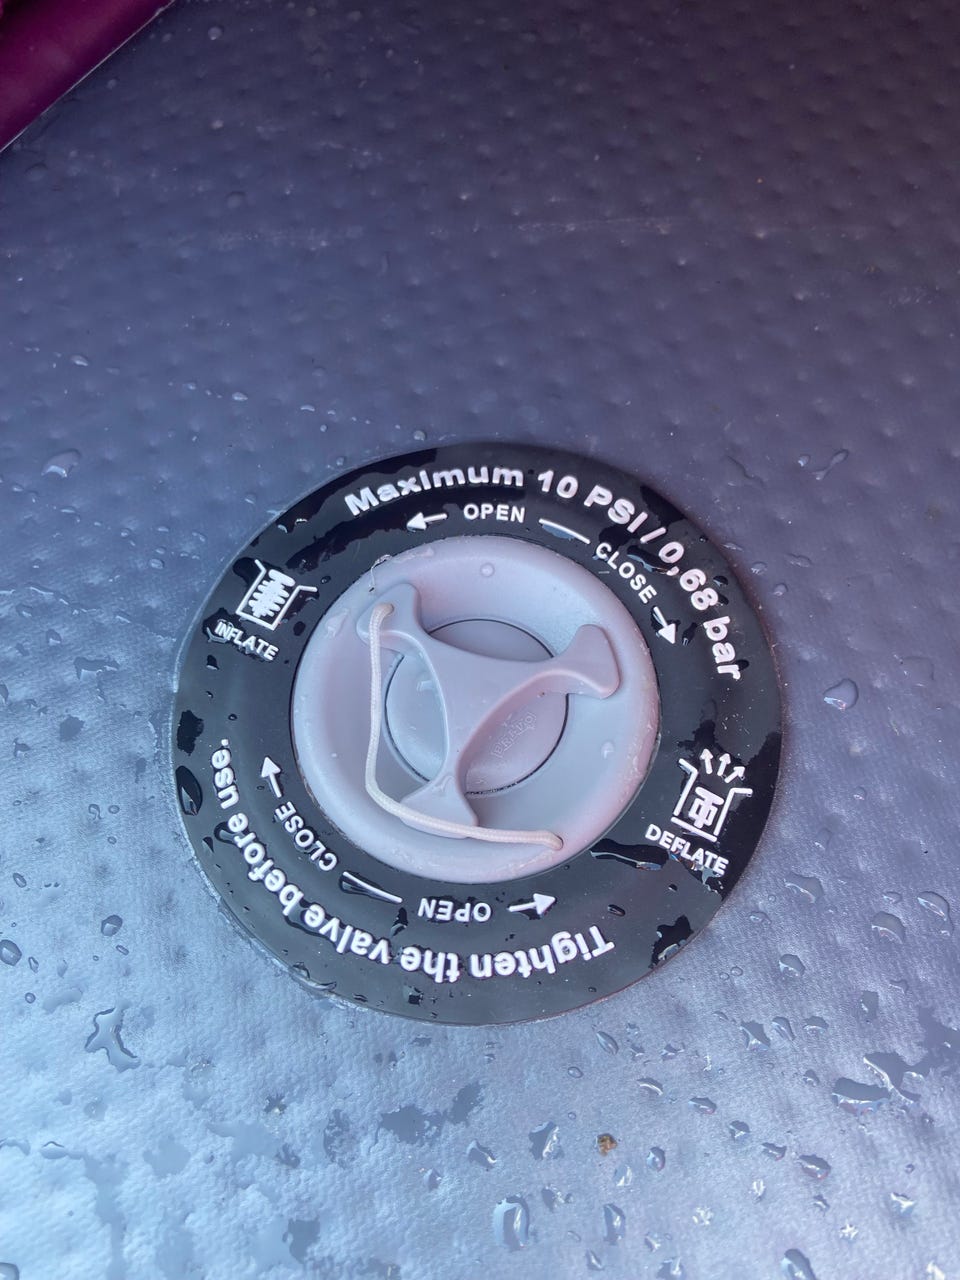 Maximum 10 PSI / 0,68 bar
OPEN
CLOSE
INFLATE
DEFLATE
CLOSE
OPEN
Tighten the valve before use.